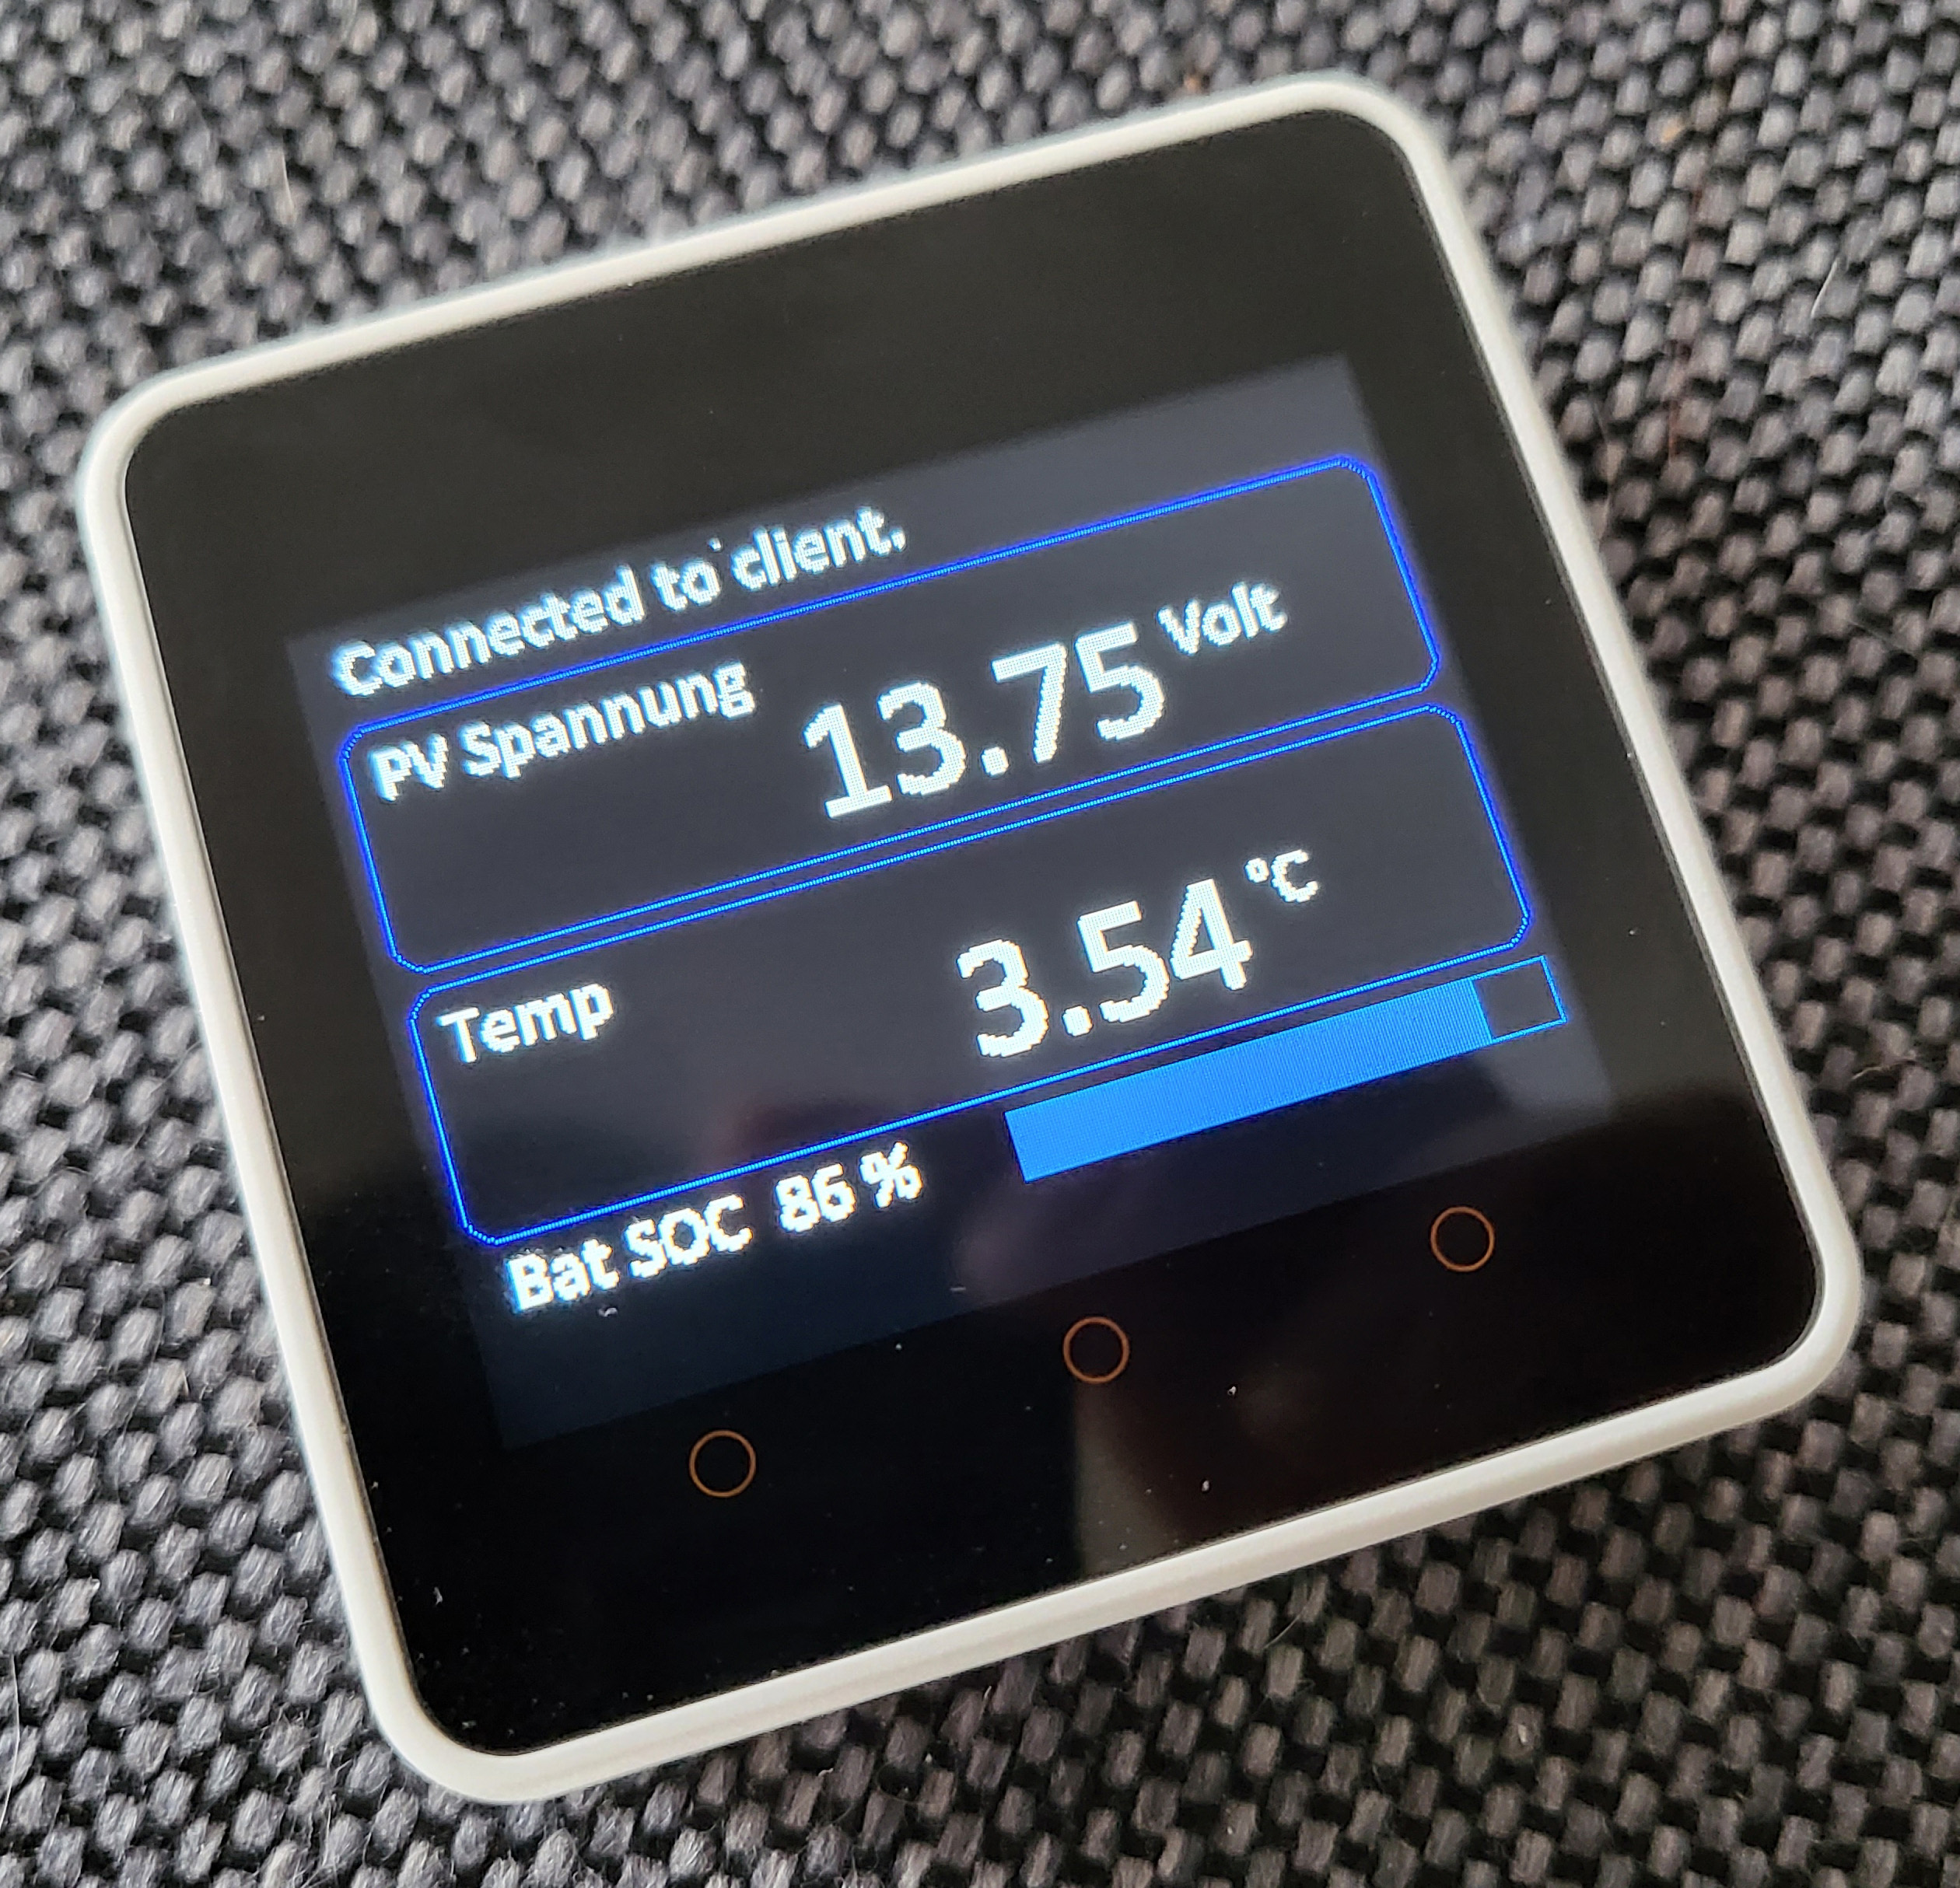 Connected to client.
PV Spannung 13.75 Volt
Temp 3.54 °C
Bat SOC 86 %